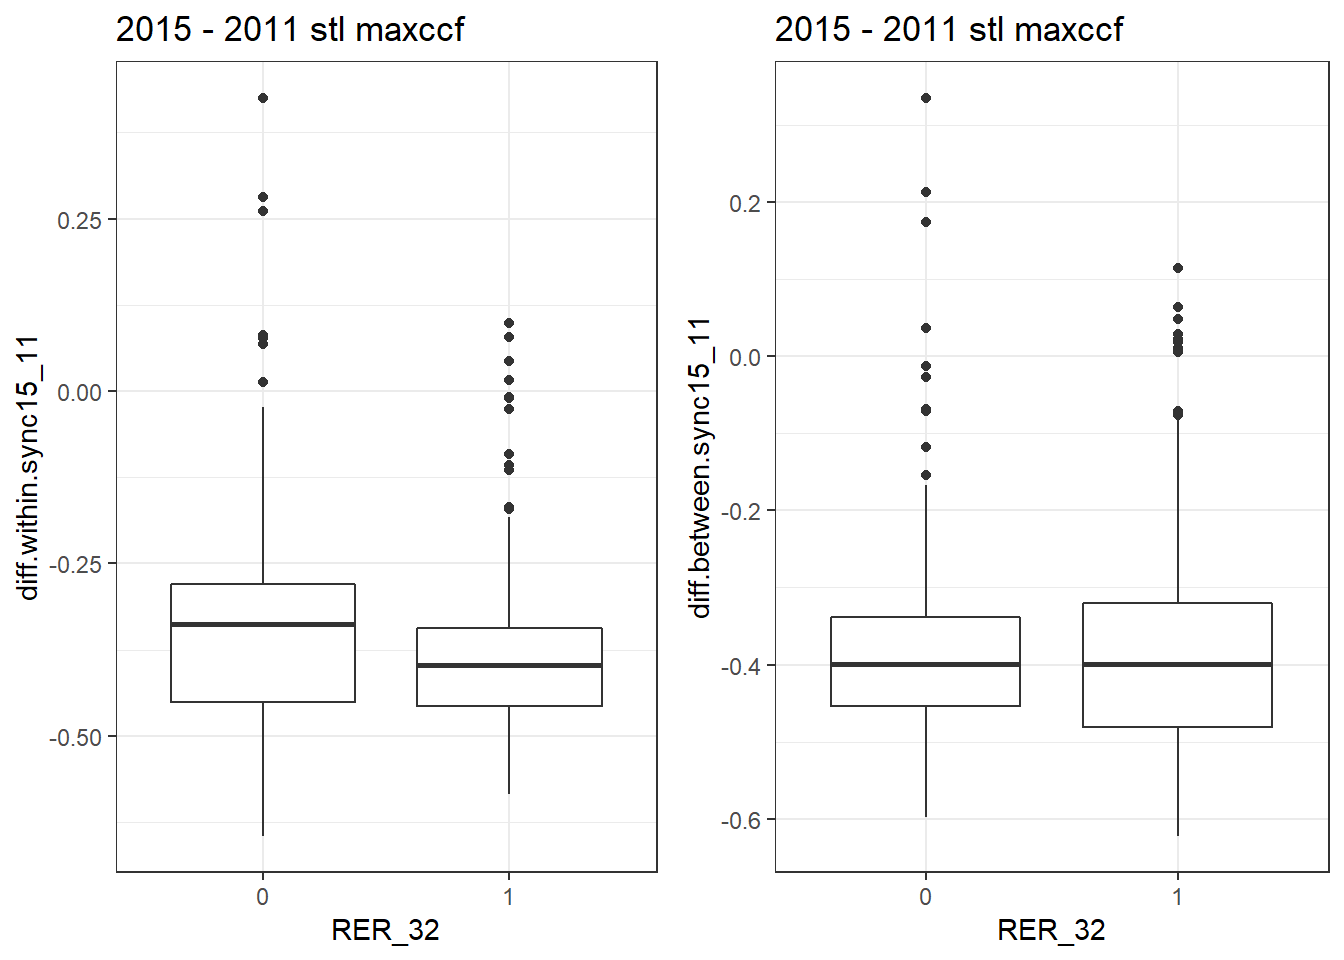 2015 - 2011 stl maxccf
diff.within.sync15_11
0.25
0.00
-0.25
-0.50
0
1
RER_32
2015 - 2011 stl maxccf
diff.between.sync15_11
0.2
0.0
-0.2
-0.4
-0.6
0
1
RER_32